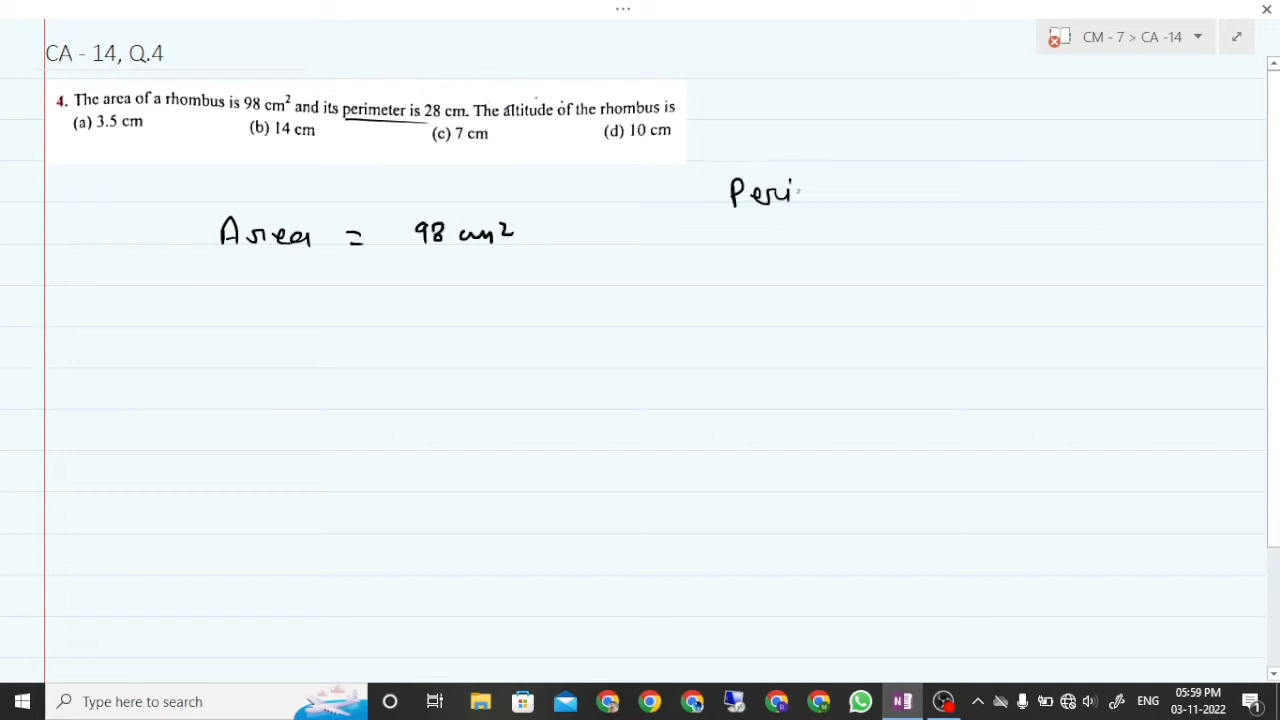 CM - 7 > CA -14
CA - 14, Q.4
4. The area of a rhombus is 98 cm² and its perimeter is 28 cm. The altitude of the rhombus is
(a) 3.5 cm (b) 14 cm (c) 7 cm (d) 10 cm
Peri
Area = 98 cm²
Type here to search
ENG
05:59 PM
03-11-2022